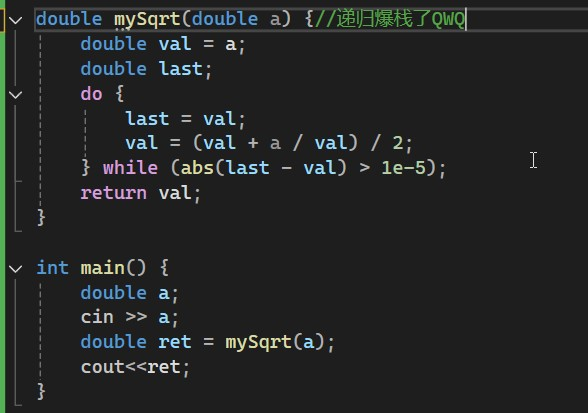 double mySqrt(double a) {//递归爆栈了QWQ
double val = a;
double last;
do {
last = val;
val = (val + a / val) / 2;
} while (abs(last - val) > 1e-5);
return val;
}
int main() {
double a;
cin >> a;
double ret = mySqrt(a);
cout<<ret;
}